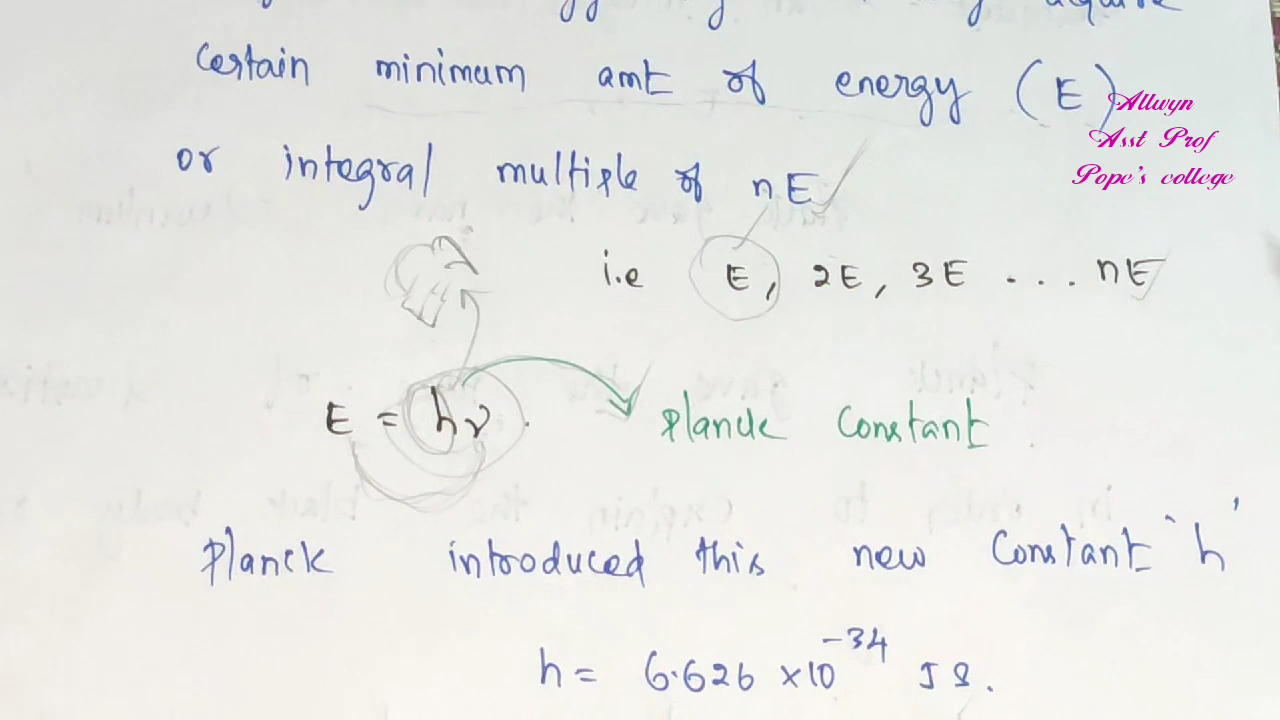 certain minimum amt of energy (E)
or integral multiple of nE
i.e E, 2E, 3E ... nE
E = hν. Planck Constant
Planck introduced this new Constant 'h'
h = 6.626 ×10⁻³⁴ J S.
Allwyn
Asst Prof
Pope's college